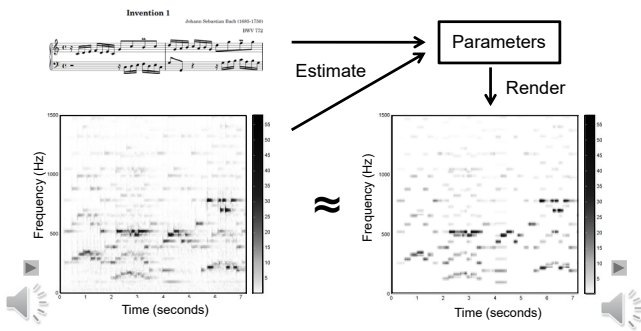 Invention 1
Johann Sebastian Bach (1685-1750)
BWV 772
Parameters
Estimate
Render
1500
1000
500
0
Frequency (Hz)
0 1 2 3 4 5 6 7
Time (seconds)
55
50
45
40
35
30
25
20
15
10
5
≈
1500
1000
500
0
Frequency (Hz)
0 1 2 3 4 5 6 7
Time (seconds)
55
50
45
40
35
30
25
20
15
10
5